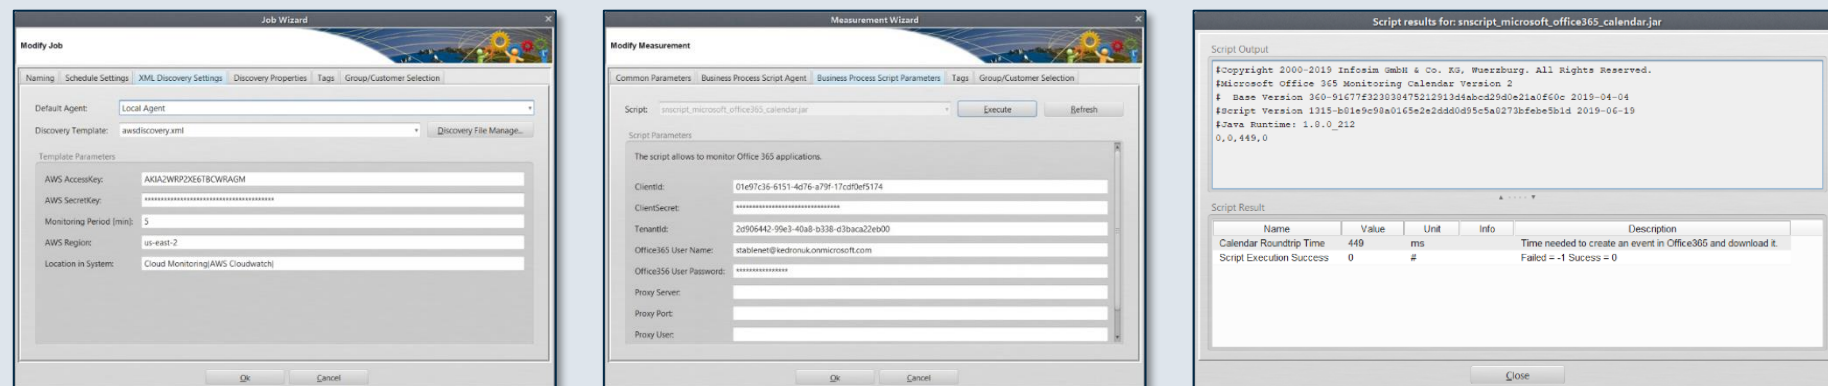 Job Wizard
Modify Job
Naming Schedule Settings XML Discovery Settings Discovery Properties Tags Group/Customer Selection
Default Agent: Local Agent
Discovery Template: awsdiscovery.xml Discovery File Manage...
Template Parameters
AWS AccessKey: AKIA2WRP2XE6TBCWRAGM
AWS SecretKey: ****************************************
Monitoring Period [min]: 5
AWS Region: us-east-2
Location in System: Cloud Monitoring|AWS Cloudwatch|
Ok Cancel
Measurement Wizard
Modify Measurement
Common Parameters Business Process Script Agent Business Process Script Parameters Tags Group/Customer Selection
Script: snscript_microsoft_office365_calendar.jar Execute Refresh
Script Parameters
The script allows to monitor Office 365 applications.
ClientId: 01e97c36-6151-4d76-a79f-17cdf0ef5174
ClientSecret: ********************************
TenantId: 2d906442-99e3-40a8-b338-d3baca22eb00
Office365 User Name: stablenet@kedronuk.onmicrosoft.com
Office356 User Password: ****************
Proxy Server:
Proxy Port:
Proxy User:
Ok Cancel
Script results for: snscript_microsoft_office365_calendar.jar
Script Output
#Copyright 2000-2019 Infosim GmbH & Co. KG, Wuerzburg. All Rights Reserved.
#Microsoft Office 365 Monitoring Calendar Version 2
# Base Version 360-91677f323030475212913d4abcd29d0e21a0f60c 2019-04-04
#Script Version 1315-b01e9c98a0165e2e2ddd0d95c5a0273bfebe5b1d 2019-06-19
#Java Runtime: 1.8.0_212
0,0,449,0
Script Result
Name Value Unit Info Description
Calendar Roundtrip Time 449 ms Time needed to create an event in Office365 and download it.
Script Execution Success 0 # Failed = -1 Sucess = 0
Close